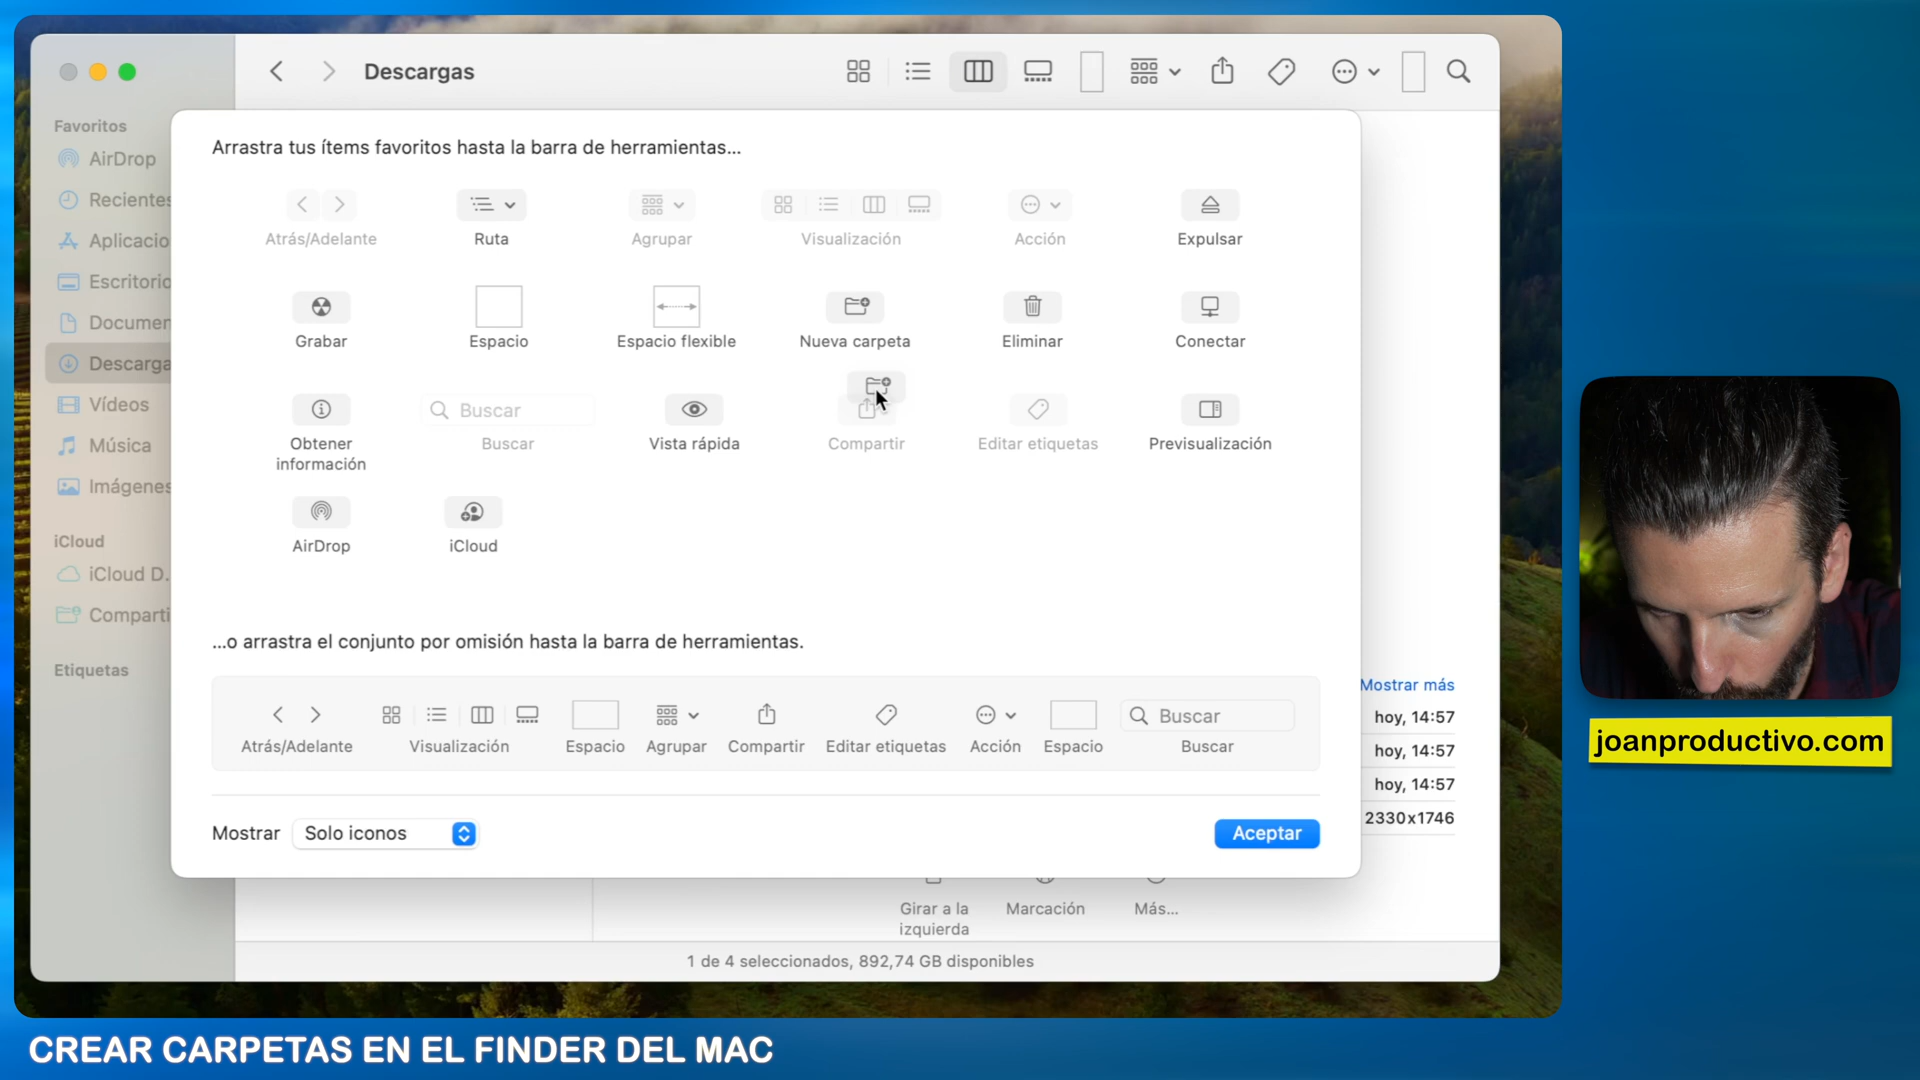 Descargas
Favoritos
AirDrop
Recientes
Aplicacio
Escritorio
Documen
Descarga
Vídeos
Música
Imágenes
iCloud
iCloud D.
Comparti
Etiquetas
Arrastra tus ítems favoritos hasta la barra de herramientas...
Atrás/Adelante
Ruta
Agrupar
Visualización
Acción
Expulsar
Grabar
Espacio
Espacio flexible
Nueva carpeta
Eliminar
Conectar
Obtener
información
Buscar
Buscar
Vista rápida
Compartir
Editar etiquetas
Previsualización
AirDrop
iCloud
...o arrastra el conjunto por omisión hasta la barra de herramientas.
Atrás/Adelante
Visualización
Espacio
Agrupar
Compartir
Editar etiquetas
Acción
Espacio
Buscar
Buscar
Mostrar
Solo iconos
Aceptar
Mostrar más
hoy, 14:57
hoy, 14:57
hoy, 14:57
2330x1746
Girar a la
izquierda
Marcación
Más...
1 de 4 seleccionados, 892,74 GB disponibles
joanproductivo.com
CREAR CARPETAS EN EL FINDER DEL MAC